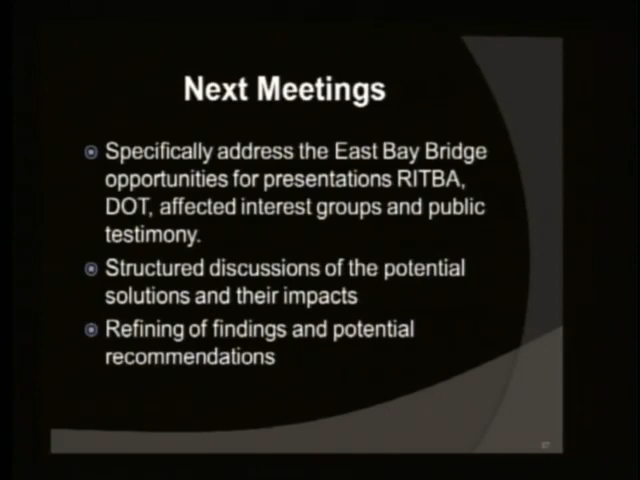 Next Meetings
Specifically address the East Bay Bridge
opportunities for presentations RITBA,
DOT, affected interest groups and public
testimony.
Structured discussions of the potential
solutions and their impacts
Refining of findings and potential
recommendations